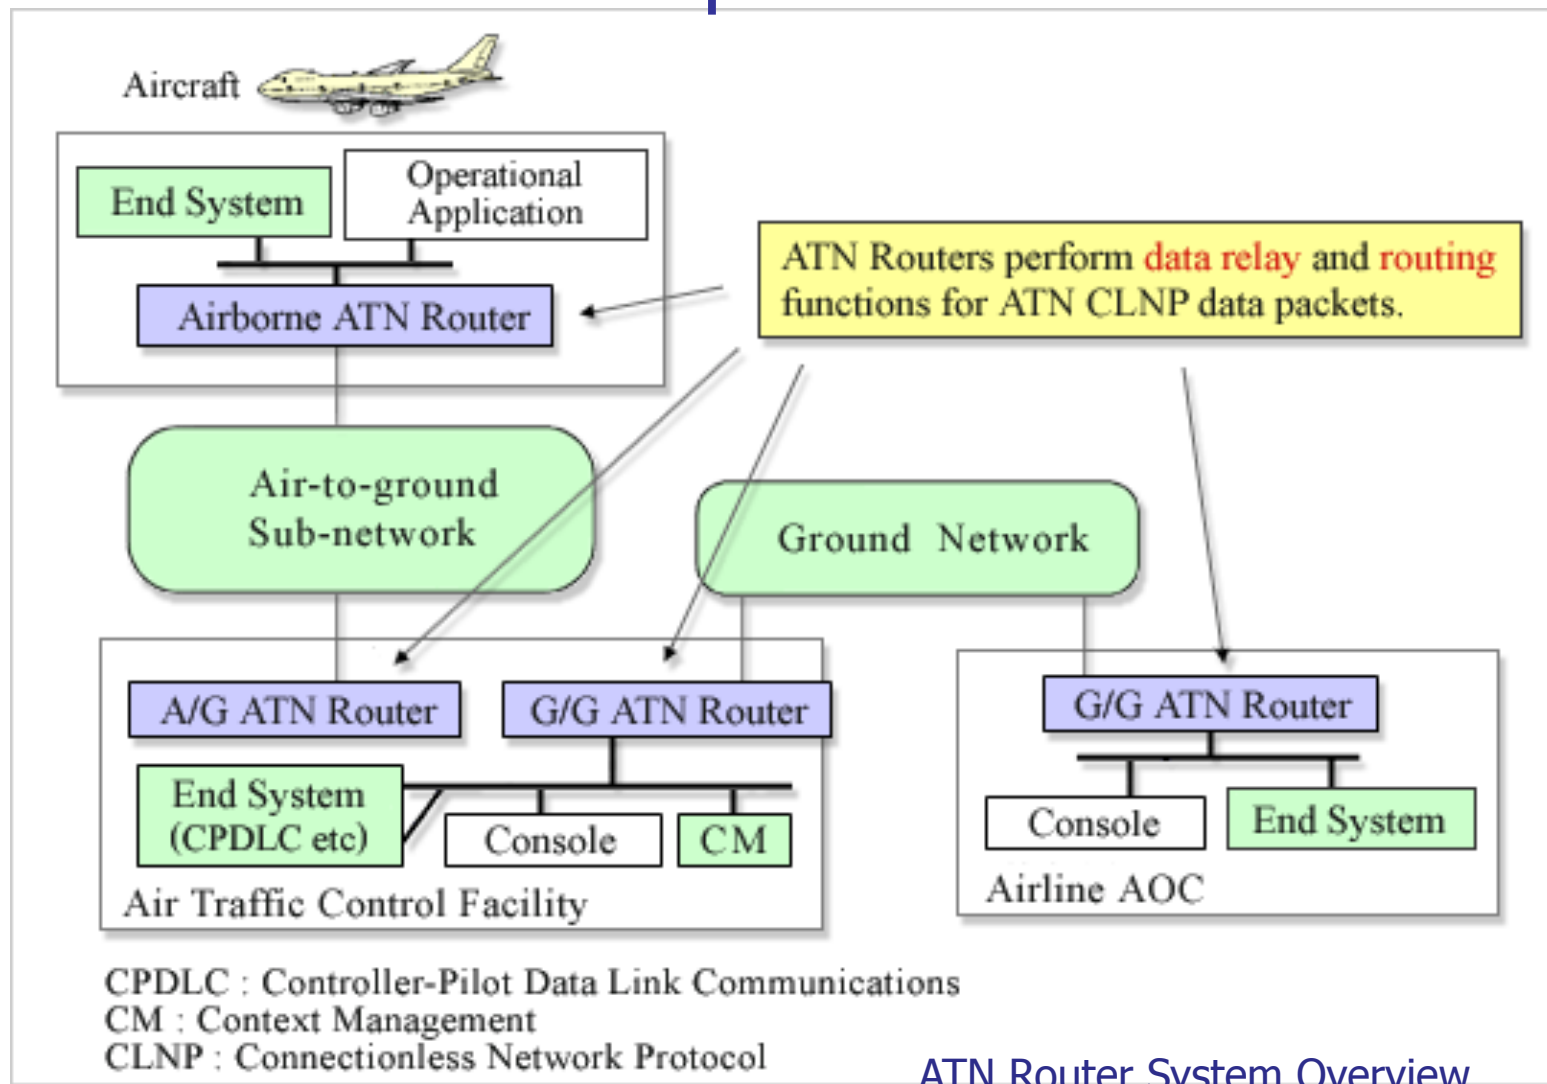 Aircraft
End System
Operational
Application
Airborne ATN Router
ATN Routers perform data relay and routing
functions for ATN CLNP data packets.
Air-to-ground
Sub-network
Ground Network
A/G ATN Router
G/G ATN Router
End System
(CPDLC etc)
Console
CM
Air Traffic Control Facility
G/G ATN Router
Console
End System
Airline AOC
CPDLC : Controller-Pilot Data Link Communications
CM : Context Management
CLNP : Connectionless Network Protocol
ATN Router System Overview